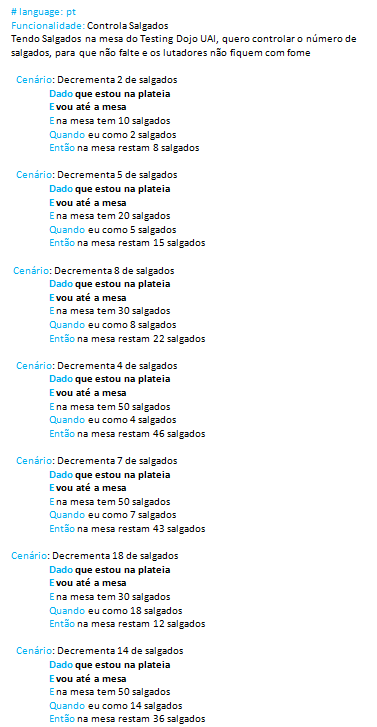 # language: pt
Funcionalidade: Controla Salgados
Tendo Salgados na mesa do Testing Dojo UAI, quero controlar o número de
salgados, para que não falte e os lutadores não fiquem com fome
Cenário: Decrementa 2 de salgados
Dado que estou na plateia
E vou até a mesa
E na mesa tem 10 salgados
Quando eu como 2 salgados
Então na mesa restam 8 salgados
Cenário: Decrementa 5 de salgados
Dado que estou na plateia
E vou até a mesa
E na mesa tem 20 salgados
Quando eu como 5 salgados
Então na mesa restam 15 salgados
Cenário: Decrementa 8 de salgados
Dado que estou na plateia
E vou até a mesa
E na mesa tem 30 salgados
Quando eu como 8 salgados
Então na mesa restam 22 salgados
Cenário: Decrementa 4 de salgados
Dado que estou na plateia
E vou até a mesa
E na mesa tem 50 salgados
Quando eu como 4 salgados
Então na mesa restam 46 salgados
Cenário: Decrementa 7 de salgados
Dado que estou na plateia
E vou até a mesa
E na mesa tem 50 salgados
Quando eu como 7 salgados
Então na mesa restam 43 salgados
Cenário: Decrementa 18 de salgados
Dado que estou na plateia
E vou até a mesa
E na mesa tem 30 salgados
Quando eu como 18 salgados
Então na mesa restam 12 salgados
Cenário: Decrementa 14 de salgados
Dado que estou na plateia
E vou até a mesa
E na mesa tem 50 salgados
Quando eu como 14 salgados
Então na mesa restam 36 salgados